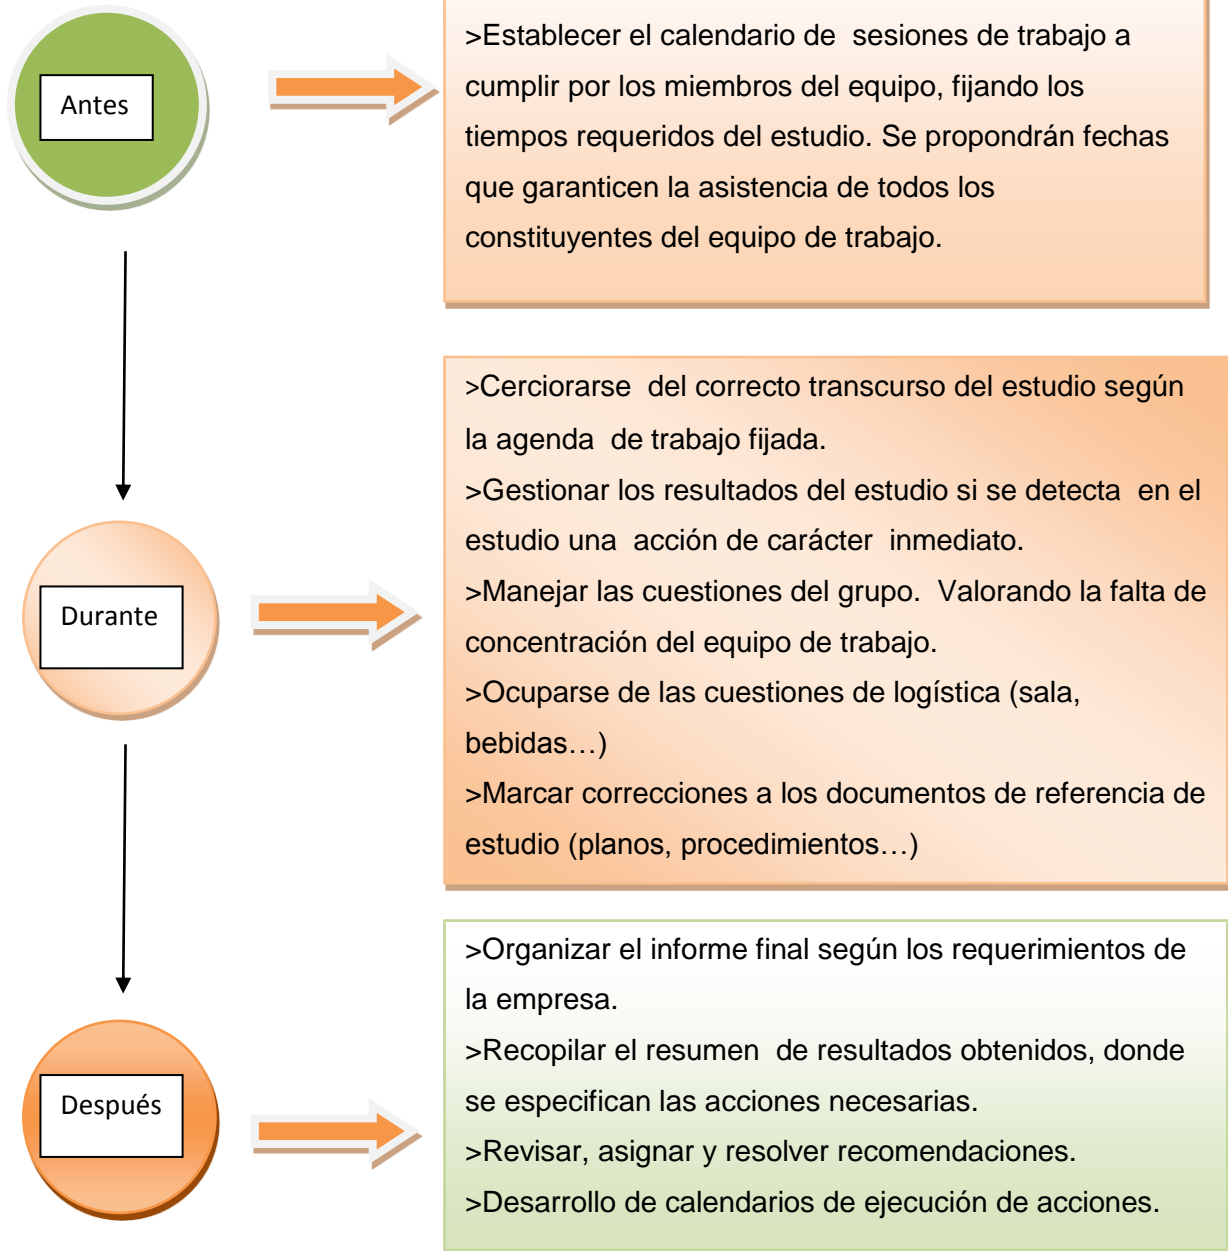 Antes
>Establecer el calendario de  sesiones de trabajo a
cumplir por los miembros del equipo, fijando los
tiempos requeridos del estudio. Se propondrán fechas
que garanticen la asistencia de todos los
constituyentes del equipo de trabajo.
Durante
>Cerciorarse  del correcto transcurso del estudio según
la agenda  de trabajo fijada.
>Gestionar los resultados del estudio si se detecta  en el
estudio una  acción de carácter  inmediato.
>Manejar las cuestiones del grupo.  Valorando la falta de
concentración del equipo de trabajo.
>Ocuparse de las cuestiones de logística (sala,
bebidas…)
>Marcar correcciones a los documentos de referencia de
estudio (planos, procedimientos…)
Después
>Organizar el informe final según los requerimientos de
la empresa.
>Recopilar el resumen  de resultados obtenidos, donde
se especifican las acciones necesarias.
>Revisar, asignar y resolver recomendaciones.
>Desarrollo de calendarios de ejecución de acciones.